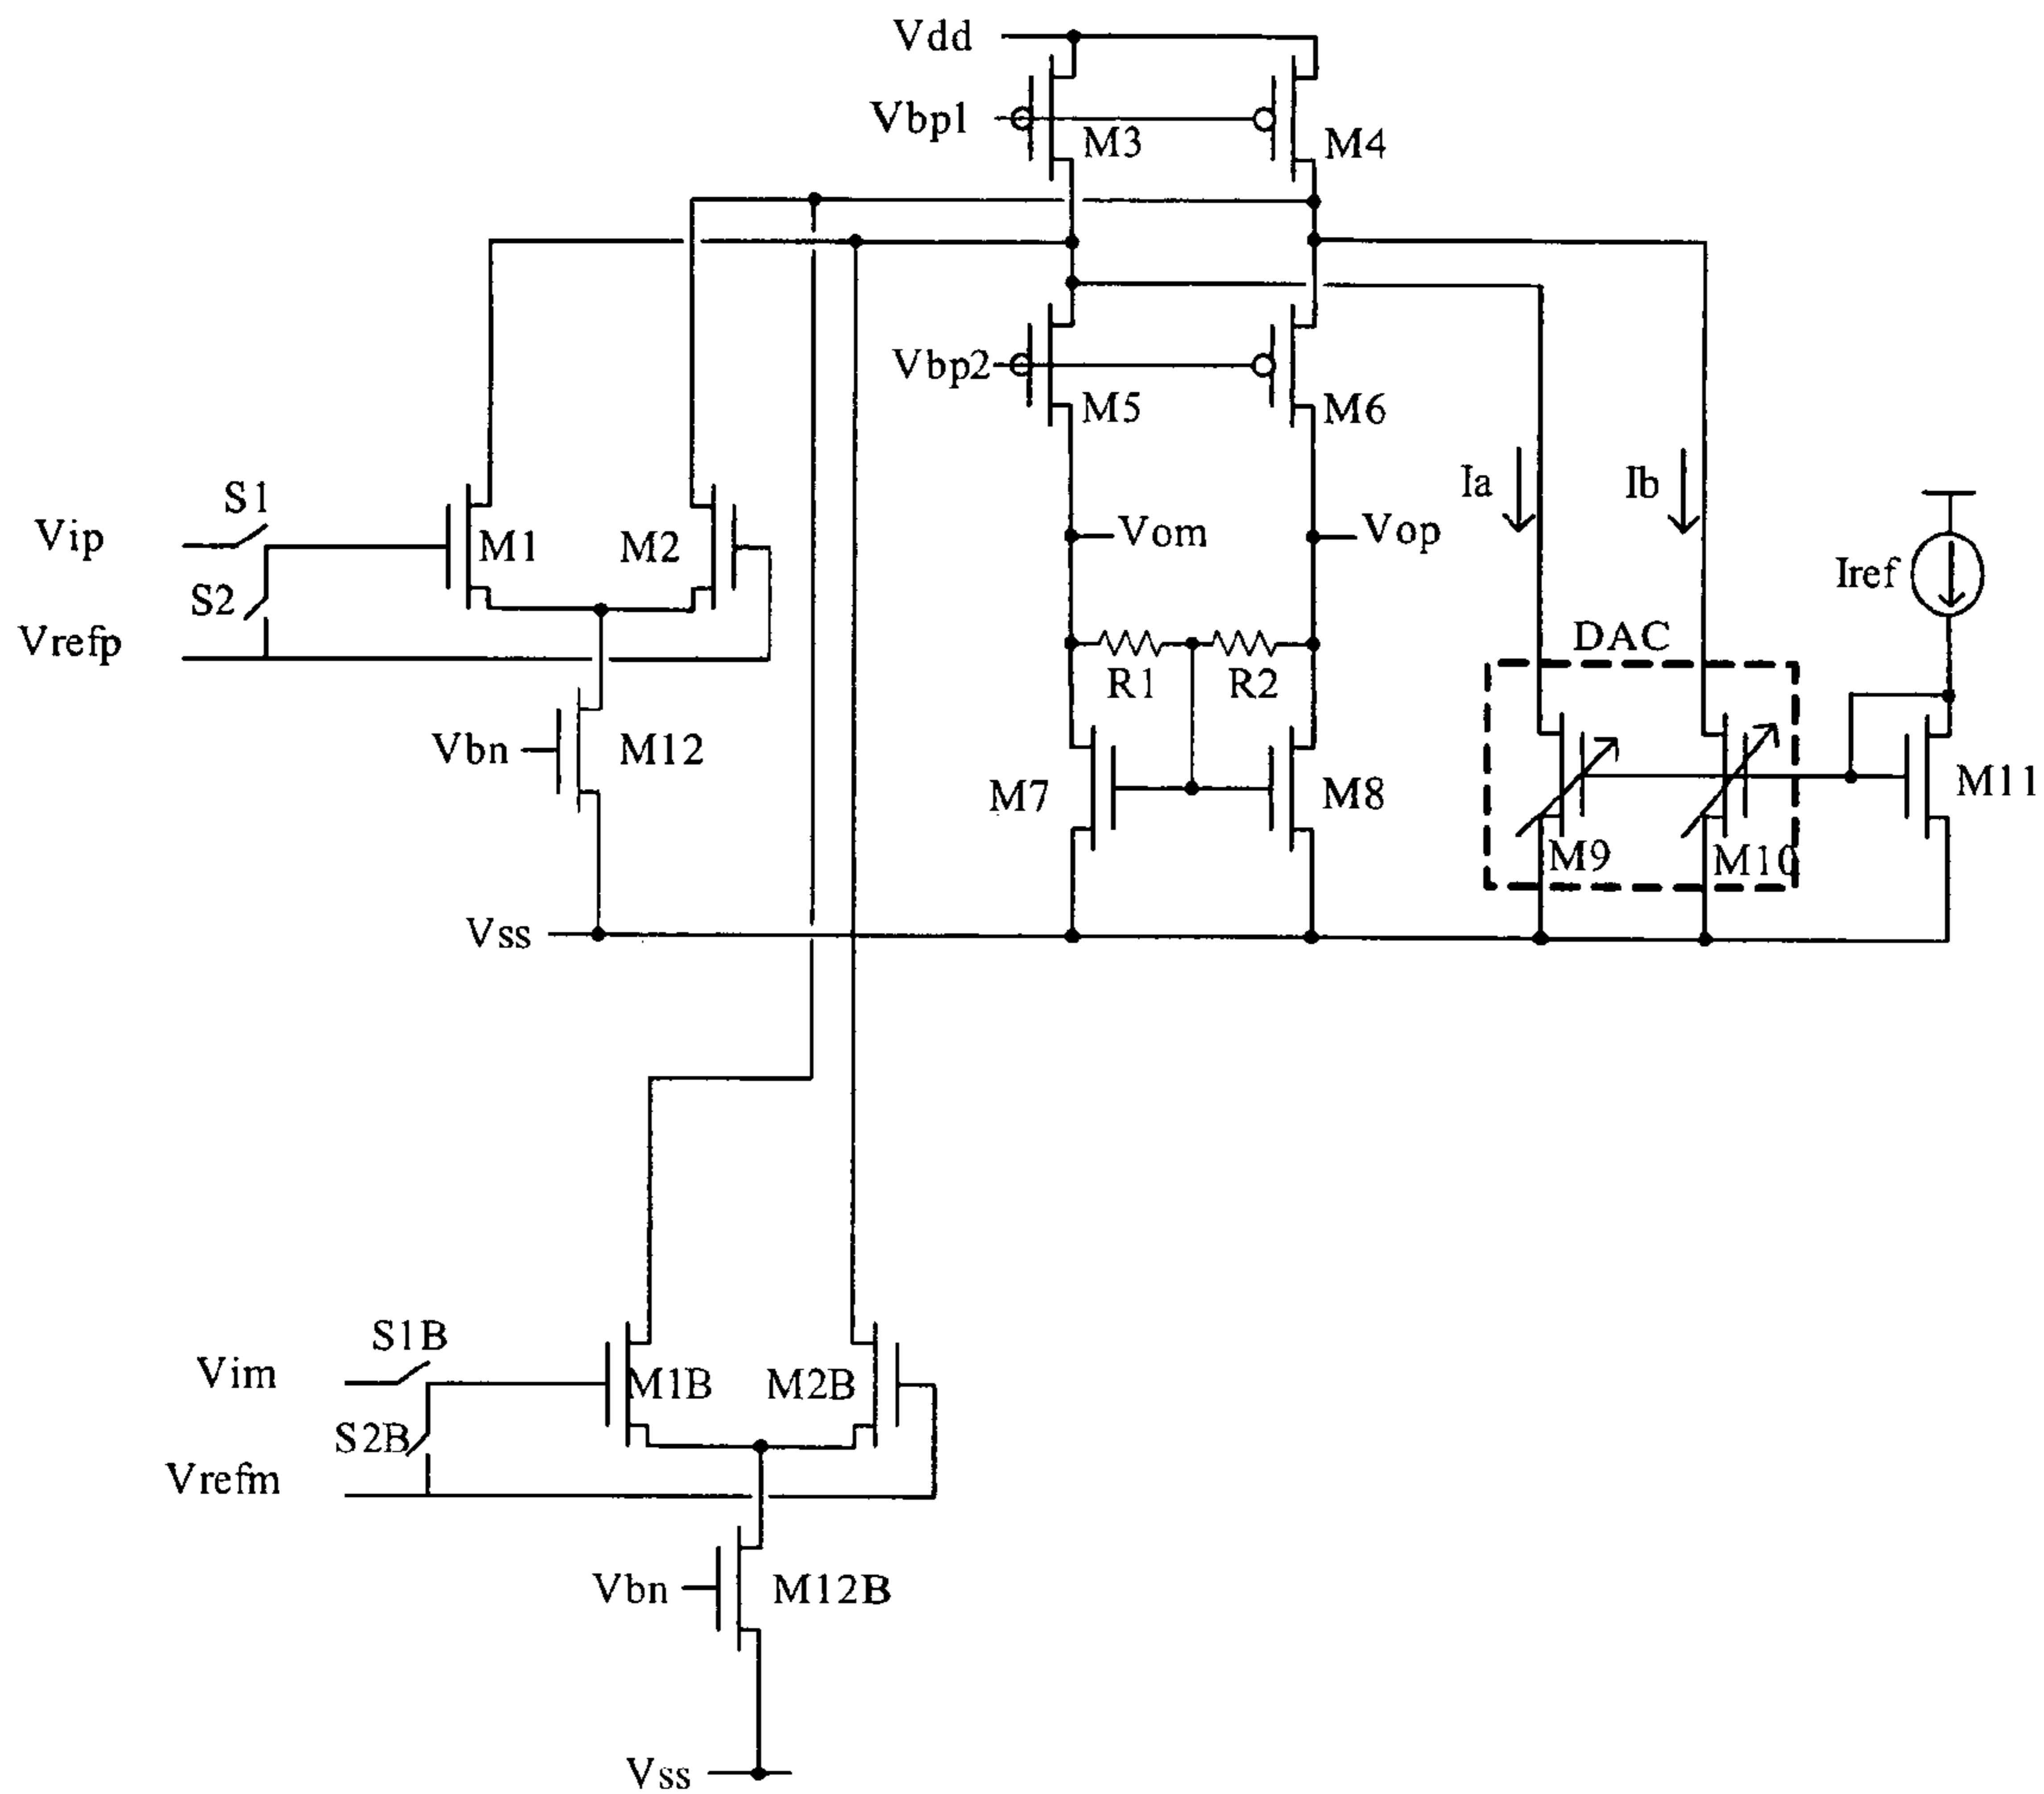 Vdd
Vbp1
M3
M4
Vbp2
M5
M6
Ia
Ib
S1
Vip
M1
M2
Vom
Vop
Iref
S2
Vrefp
DAC
R1
R2
Vbn
M12
M7
M8
M11
M9
M10
Vss
S1B
Vim
M1B
M2B
S2B
Vrefm
Vbn
M12B
Vss